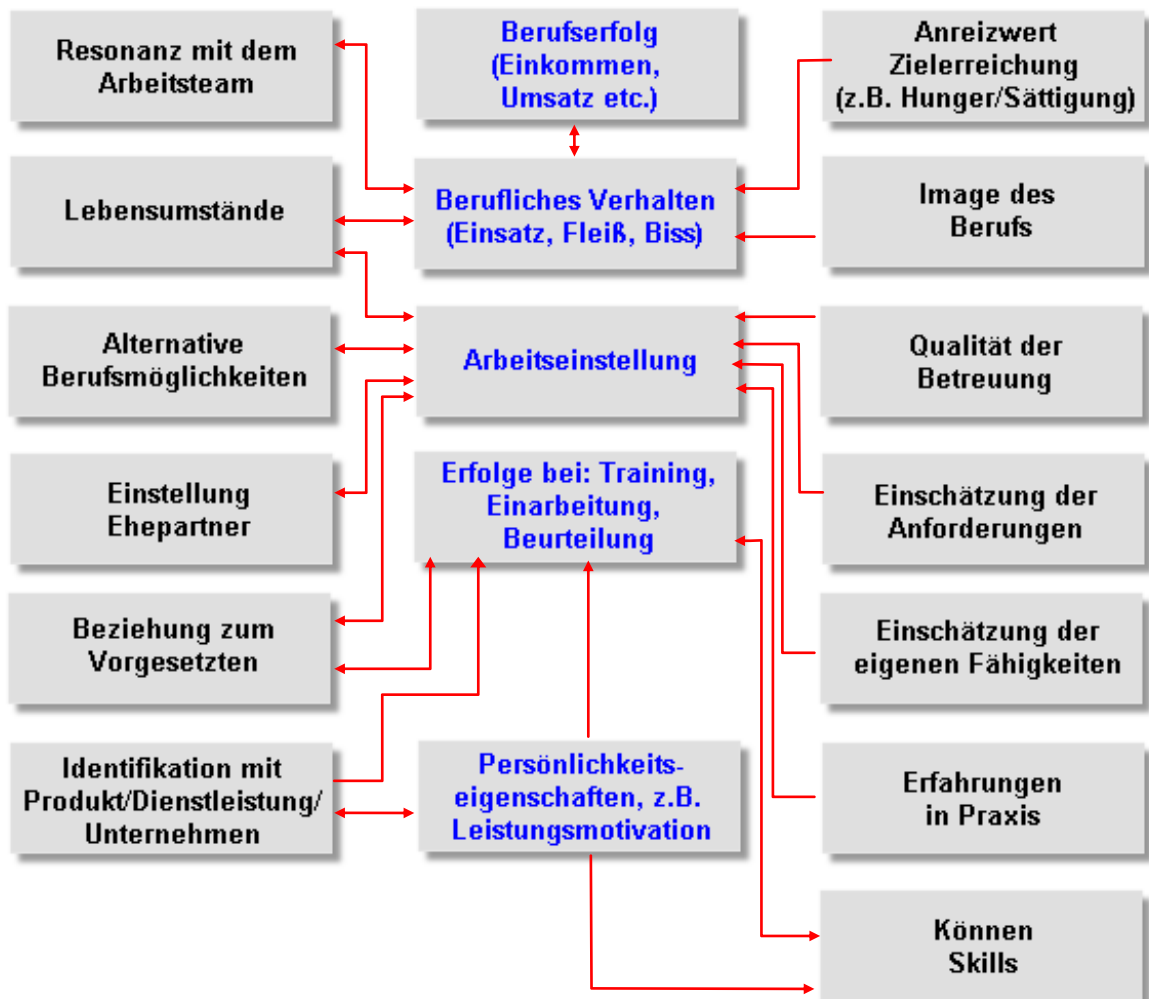 Resonanz mit dem
Arbeitsteam
Berufserfolg
(Einkommen,
Umsatz etc.)
Anreizwert
Zielerreichung
(z.B. Hunger/Sättigung)
Lebensumstände
Berufliches Verhalten
(Einsatz, Fleiß, Biss)
Image des
Berufs
Alternative
Berufsmöglichkeiten
Arbeitseinstellung
Qualität der
Betreuung
Einstellung
Ehepartner
Erfolge bei: Training,
Einarbeitung,
Beurteilung
Einschätzung der
Anforderungen
Beziehung zum
Vorgesetzten
Einschätzung der
eigenen Fähigkeiten
Identifikation mit
Produkt/Dienstleistung/
Unternehmen
Persönlichkeits-
eigenschaften, z.B.
Leistungsmotivation
Erfahrungen
in Praxis
Können
Skills